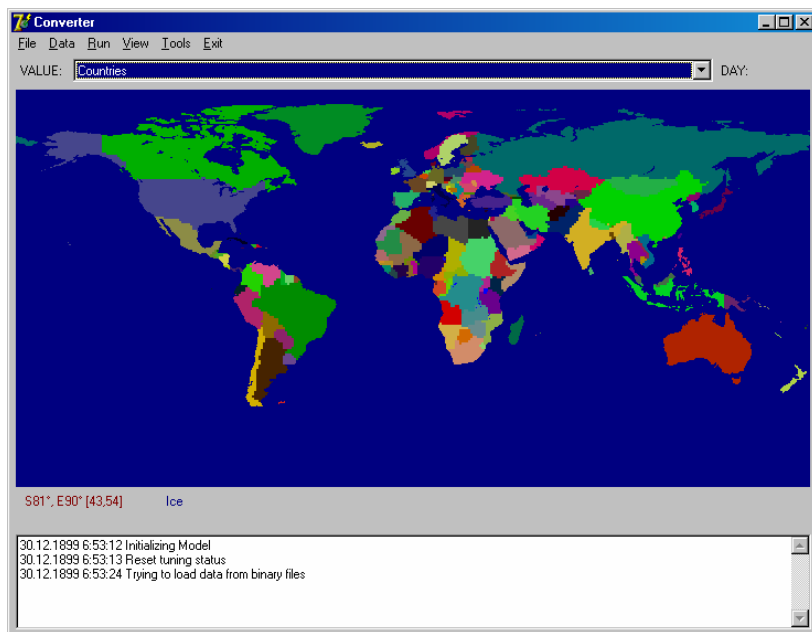 Converter
File Data Run View Tools Exit
VALUE: Countries DAY:
S81°, E90° [43,54] Ice
30.12.1899 6:53:12 Initializing Model
30.12.1899 6:53:13 Reset tuning status
30.12.1899 6:53:24 Trying to load data from binary files